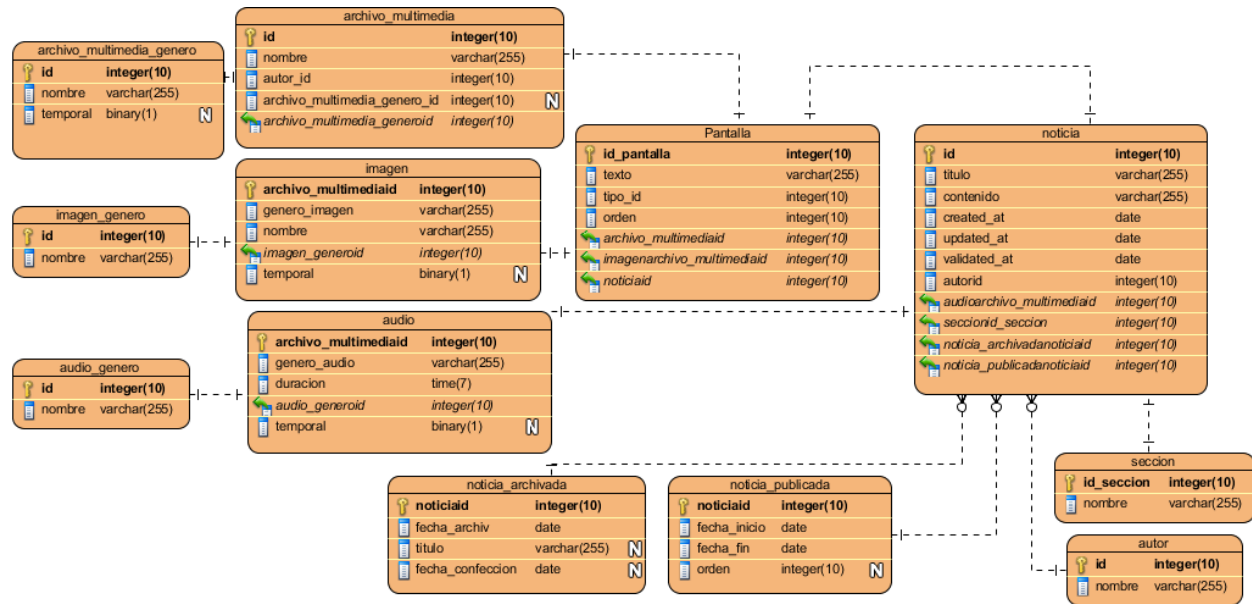 archivo_multimedia
id integer(10)
nombre varchar(255)
autor_id integer(10)
archivo_multimedia_genero_id integer(10) N
archivo_multimedia_generoid integer(10)
archivo_multimedia_genero
id integer(10)
nombre varchar(255)
temporal binary(1) N
imagen
archivo_multimediaid integer(10)
genero_imagen varchar(255)
nombre varchar(255)
imagen_generoid integer(10)
temporal binary(1) N
imagen_genero
id integer(10)
nombre varchar(255)
Pantalla
id_pantalla integer(10)
texto varchar(255)
tipo_id integer(10)
orden integer(10)
archivo_multimediaid integer(10)
imagenarchivo_multimediaid integer(10)
noticiaid integer(10)
noticia
id integer(10)
titulo varchar(255)
contenido varchar(255)
created_at date
updated_at date
validated_at date
autorid integer(10)
audioarchivo_multimediaid integer(10)
seccionid_seccion integer(10)
noticia_archivadanoticiaid integer(10)
noticia_publicadanoticiaid integer(10)
audio
archivo_multimediaid integer(10)
genero_audio varchar(255)
duracion time(7)
audio_generoid integer(10)
temporal binary(1) N
audio_genero
id integer(10)
nombre varchar(255)
noticia_archivada
noticiaid integer(10)
fecha_archiv date
titulo varchar(255) N
fecha_confeccion date N
noticia_publicada
noticiaid integer(10)
fecha_inicio date
fecha_fin date
orden integer(10) N
seccion
id_seccion integer(10)
nombre varchar(255)
autor
id integer(10)
nombre varchar(255)